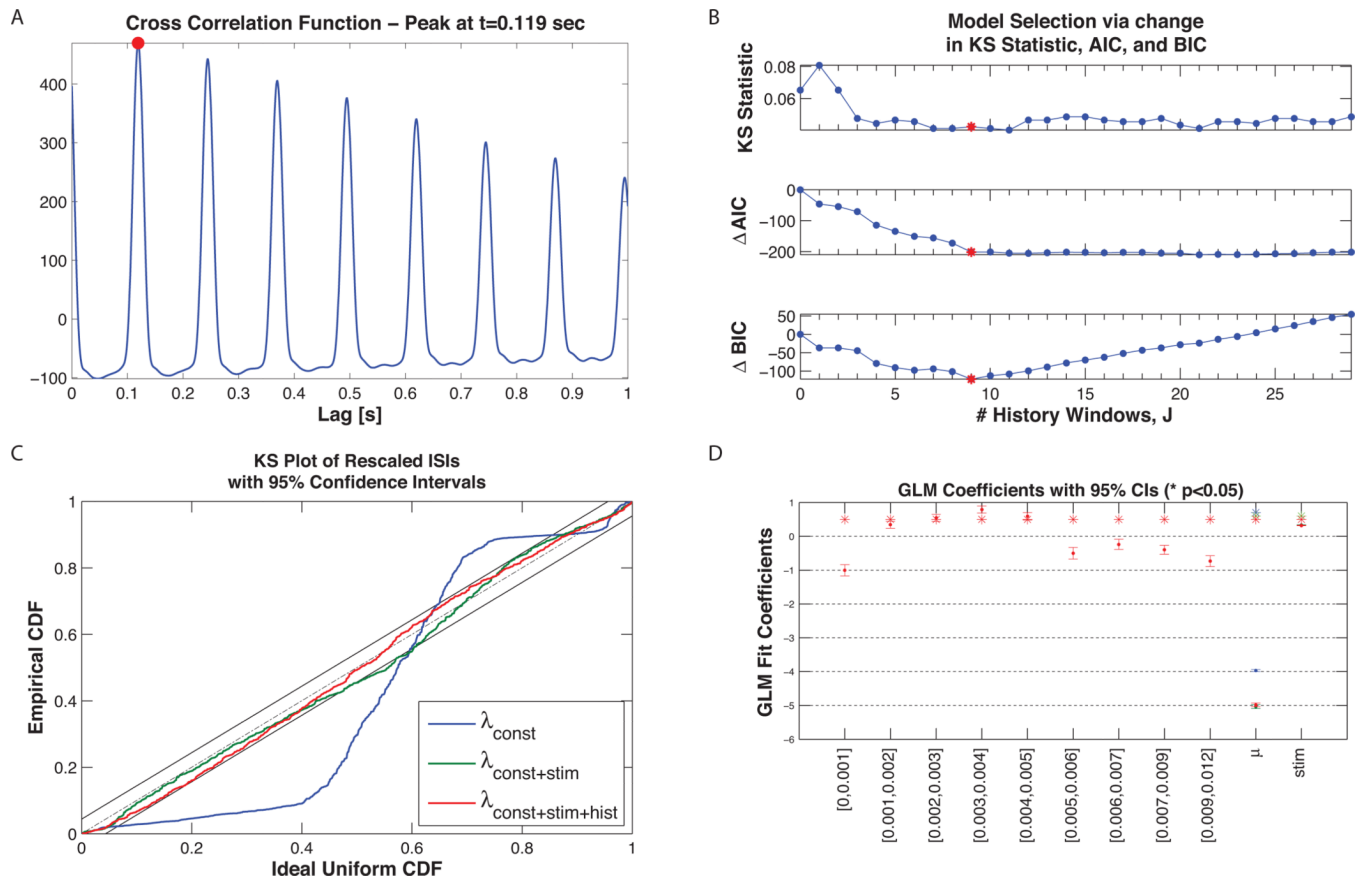 A
Cross Correlation Function – Peak at t=0.119 sec
400
300
200
100
0
−100
0
0.1
0.2
0.3
0.4
0.5
0.6
0.7
0.8
0.9
1
Lag [s]
B
Model Selection via change
in KS Statistic, AIC, and BIC
KS Statistic
0.08
0.06
Δ AIC
0
−100
−200
Δ BIC
50
0
−50
−100
0
5
10
15
20
25
# History Windows, J
C
KS Plot of Rescaled ISIs
with 95% Confidence Intervals
Empirical CDF
1
0.8
0.6
0.4
0.2
0
λconst
λconst+stim
λconst+stim+hist
0
0.2
0.4
0.6
0.8
1
Ideal Uniform CDF
D
GLM Coefficients with 95% CIs (* p<0.05)
GLM Fit Coefficients
1
0
−1
−2
−3
−4
−5
−6
[0,0.001]
[0.001,0.002]
[0.002,0.003]
[0.003,0.004]
[0.004,0.005]
[0.005,0.006]
[0.006,0.007]
[0.007,0.009]
[0.009,0.012]
μ
stim